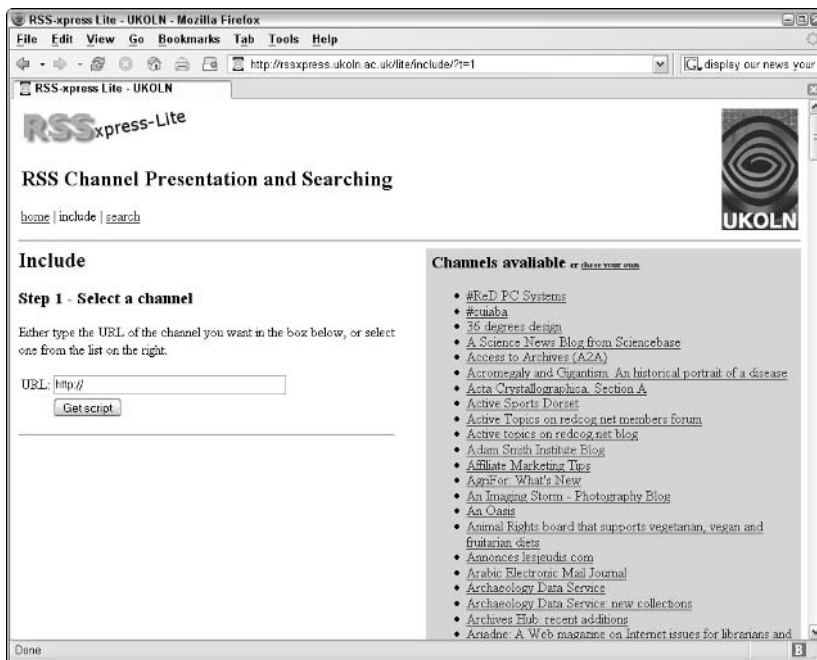 RSS-xpress Lite - UKOLN - Mozilla Firefox
File Edit View Go Bookmarks Tab Tools Help
http://rssxpress.ukoln.ac.uk/lite/include/?t=1
display our news your
RSS-xpress Lite - UKOLN
RSSxpress-Lite
RSS Channel Presentation and Searching
home | include | search
UKOLN
Include
Step 1 - Select a channel
Either type the URL of the channel you want in the box below, or select
one from the list on the right.
URL: http://
Get script
Channels avaliable or chose your own
#ReD PC Systems
#cuiaba
36 degrees design
A Science News Blog from Sciencebase
Access to Archives (A2A)
Acromegaly and Gigantism. An historical portrait of a disease
Acta Crystallographica. Section A
Active Sports Dorset
Active Topics on redcog.net members forum
Active topics on redcog.net blog
Adam Smith Institute Blog
Affiliate Marketing Tips
AgriFor: What's New
An Imaging Storm - Photography Blog
An Oasis
Animal Rights board that supports vegetarian, vegan and
fruitarian diets
Annonces lesjeudis.com
Arabic Electronic Mail Journal
Archaeology Data Service
Archaeology Data Service: new collections
Archives Hub: recent additions
Ariadne: A Web magazine on Internet issues for librarians and
Done